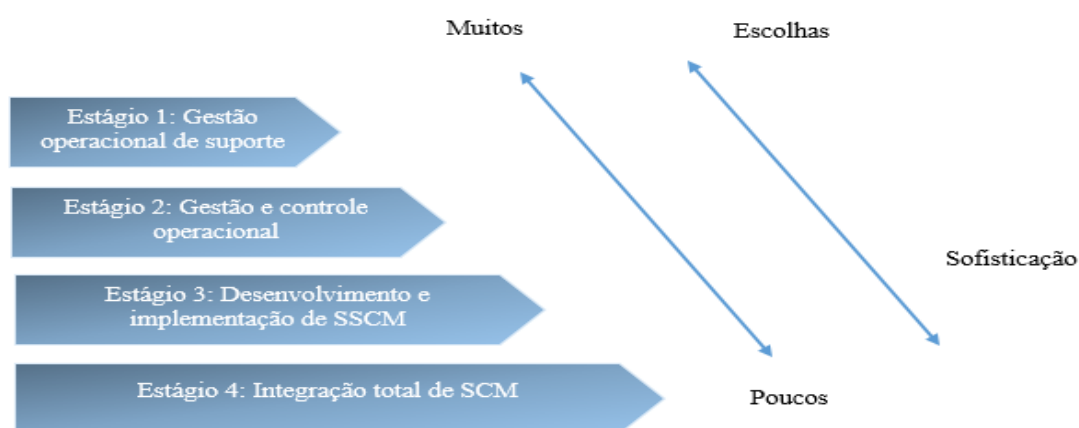 Muitos
Escolhas
Estágio 1: Gestão
operacional de suporte
Estágio 2: Gestão e controle
operacional
Sofisticação
Estágio 3: Desenvolvimento e
implementação de SSCM
Estágio 4: Integração total de SCM
Poucos